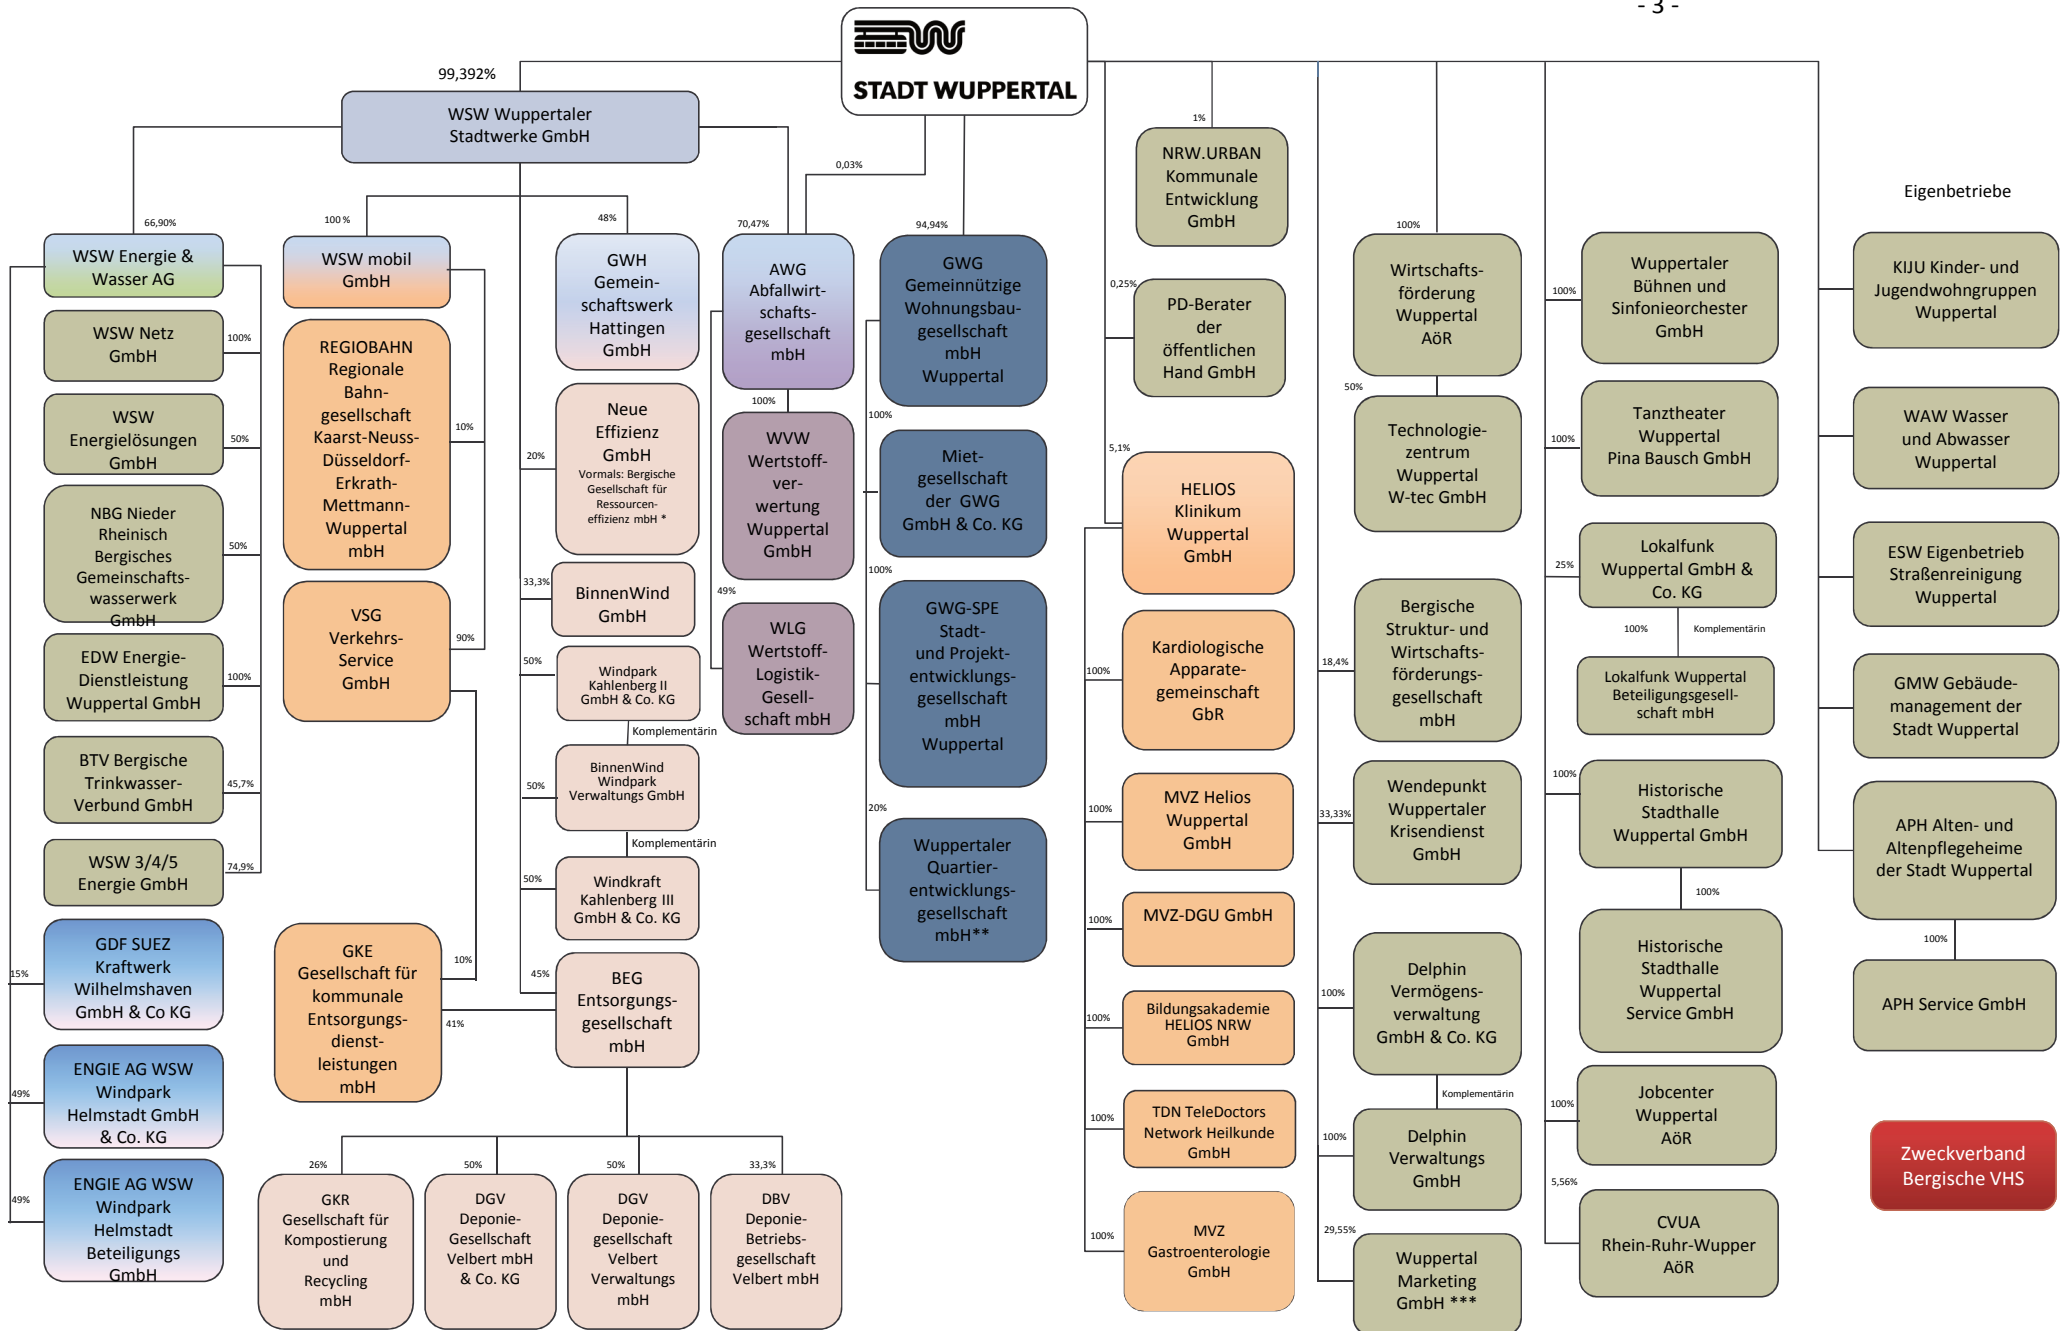 - 3 -
STADT WUPPERTAL
99,392%
WSW Wuppertaler
Stadtwerke GmbH
66,90%
WSW Energie &
Wasser AG
100%
WSW Netz
GmbH
50%
WSW
Energielösungen
GmbH
50%
NBG Nieder
Rheinisch
Bergisches
Gemeinschafts-
wasserwerk
GmbH
100%
EDW Energie-
Dienstleistung
Wuppertal GmbH
45,7%
BTV Bergische
Trinkwasser-
Verbund GmbH
74,9%
WSW 3/4/5
Energie GmbH
15%
GDF SUEZ
Kraftwerk
Wilhelmshaven
GmbH & Co KG
49%
ENGIE AG WSW
Windpark
Helmstadt GmbH
& Co. KG
49%
ENGIE AG WSW
Windpark
Helmstadt
Beteiligungs
GmbH
100 %
WSW mobil
GmbH
10%
REGIOBAHN
Regionale
Bahn-
gesellschaft
Kaarst-Neuss-
Düsseldorf-
Erkrath-
Mettmann-
Wuppertal
mbH
90%
VSG
Verkehrs-
Service
GmbH
10%
41%
GKE
Gesellschaft für
kommunale
Entsorgungs-
dienst-
leistungen
mbH
48%
GWH
Gemein-
schaftswerk
Hattingen
GmbH
20%
Neue
Effizienz
GmbH
Vormals: Bergische
Gesellschaft für
Ressourcen-
effizienz mbH *
33,3%
BinnenWind
GmbH
50%
Windpark
Kahlenberg II
GmbH & Co. KG
Komplementärin
50%
BinnenWind
Windpark
Verwaltungs GmbH
Komplementärin
50%
Windkraft
Kahlenberg III
GmbH & Co. KG
45%
BEG
Entsorgungs-
gesellschaft
mbH
26%
GKR
Gesellschaft für
Kompostierung
und
Recycling
mbH
50%
DGV
Deponie-
Gesellschaft
Velbert mbH
& Co. KG
50%
DGV
Deponie-
gesellschaft
Velbert
Verwaltungs
mbH
33,3%
DBV
Deponie-
Betriebs-
gesellschaft
Velbert mbH
0,03%
70,47%
AWG
Abfallwirt-
schafts-
gesellschaft
mbH
100%
WVW
Wertstoff-
ver-
wertung
Wuppertal
GmbH
49%
WLG
Wertstoff-
Logistik-
Gesell-
schaft mbH
94,94%
GWG
Gemeinnützige
Wohnungsbau-
gesellschaft
mbH
Wuppertal
100%
Miet-
gesellschaft
der GWG
GmbH & Co. KG
100%
GWG-SPE
Stadt-
und Projekt-
entwicklungs-
gesellschaft
mbH
Wuppertal
20%
Wuppertaler
Quartier-
entwicklungs-
gesellschaft
mbH**
1%
NRW.URBAN
Kommunale
Entwicklung
GmbH
0,25%
PD-Berater
der
öffentlichen
Hand GmbH
5,1%
HELIOS
Klinikum
Wuppertal
GmbH
100%
Kardiologische
Apparate-
gemeinschaft
GbR
100%
MVZ Helios
Wuppertal
GmbH
100%
MVZ-DGU GmbH
100%
Bildungsakademie
HELIOS NRW
GmbH
100%
TDN TeleDoctors
Network Heilkunde
GmbH
100%
MVZ
Gastroenterologie
GmbH
100%
Wirtschafts-
förderung
Wuppertal
AöR
50%
Technologie-
zentrum
Wuppertal
W-tec GmbH
18,4%
Bergische
Struktur- und
Wirtschafts-
förderungs-
gesellschaft
mbH
33,33%
Wendepunkt
Wuppertaler
Krisendienst
GmbH
100%
Delphin
Vermögens-
verwaltung
GmbH & Co. KG
Komplementärin
100%
Delphin
Verwaltungs
GmbH
29,55%
Wuppertal
Marketing
GmbH ***
100%
Wuppertaler
Bühnen und
Sinfonieorchester
GmbH
100%
Tanztheater
Wuppertal
Pina Bausch GmbH
25%
Lokalfunk
Wuppertal GmbH &
Co. KG
100%
Komplementärin
Lokalfunk Wuppertal
Beteiligungsgesell-
schaft mbH
100%
Historische
Stadthalle
Wuppertal GmbH
100%
Historische
Stadthalle
Wuppertal
Service GmbH
100%
Jobcenter
Wuppertal
AöR
5,56%
CVUA
Rhein-Ruhr-Wupper
AöR
Eigenbetriebe
KIJU Kinder- und
Jugendwohngruppen
Wuppertal
WAW Wasser
und Abwasser
Wuppertal
ESW Eigenbetrieb
Straßenreinigung
Wuppertal
GMW Gebäude-
management der
Stadt Wuppertal
APH Alten- und
Altenpflegeheime
der Stadt Wuppertal
100%
APH Service GmbH
Zweckverband
Bergische VHS